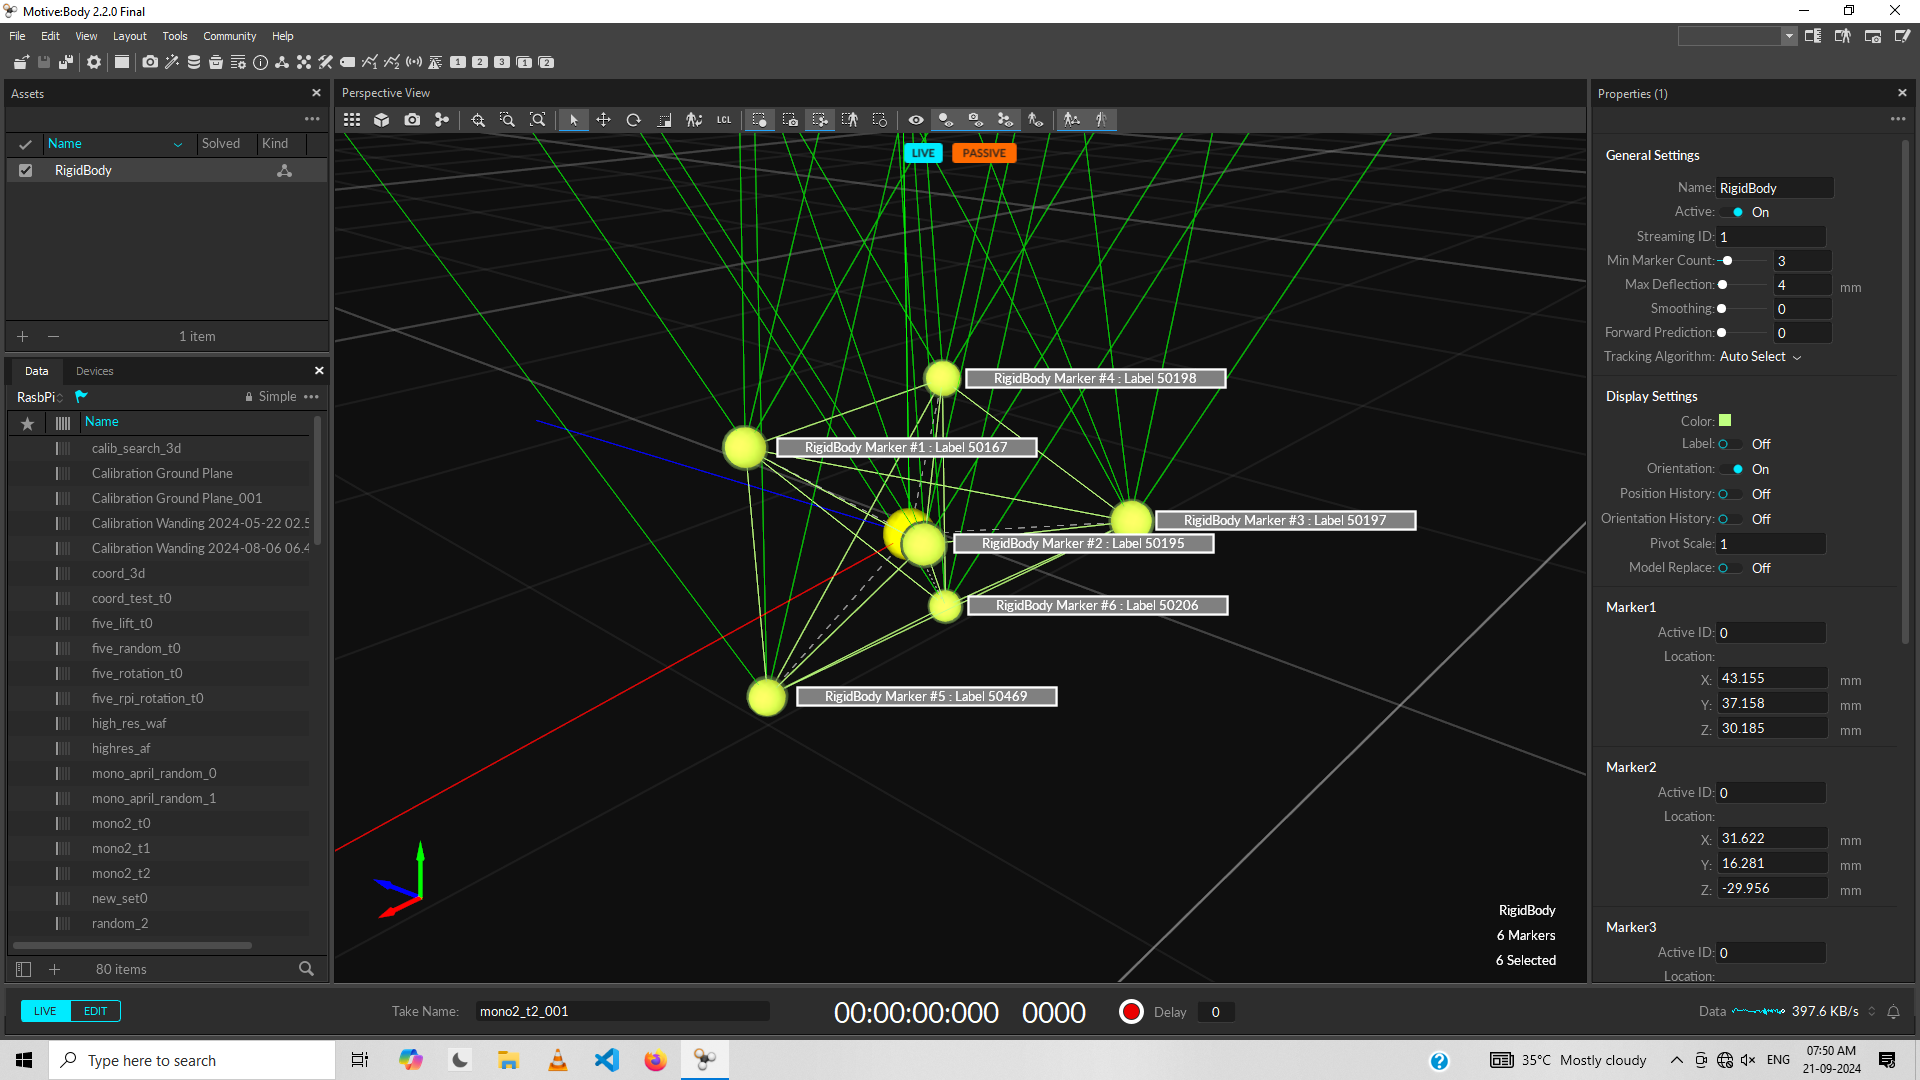 Motive:Body 2.2.0 Final
File Edit View Layout Tools Community Help
Assets
Name Solved Kind
RigidBody
1 item
Data Devices
RasbPi Simple
Name
calib_search_3d
Calibration Ground Plane
Calibration Ground Plane_001
Calibration Wanding 2024-05-22 02.5
Calibration Wanding 2024-08-06 06.4
coord_3d
coord_test_t0
five_lift_t0
five_random_t0
five_rotation_t0
five_rpi_rotation_t0
high_res_waf
highres_af
mono_april_random_0
mono_april_random_1
mono2_t0
mono2_t1
mono2_t2
new_set0
random_2
80 items
Perspective View
LCL
LIVE PASSIVE
RigidBody Marker #4 : Label 50198
RigidBody Marker #1 : Label 50167
RigidBody Marker #3 : Label 50197
RigidBody Marker #2 : Label 50195
RigidBody Marker #6 : Label 50206
RigidBody Marker #5 : Label 50469
RigidBody
6 Markers
6 Selected
Properties (1)
General Settings
Name: RigidBody
Active: On
Streaming ID: 1
Min Marker Count: 3
Max Deflection: 4 mm
Smoothing: 0
Forward Prediction: 0
Tracking Algorithm: Auto Select
Display Settings
Color:
Label: Off
Orientation: On
Position History: Off
Orientation History: Off
Pivot Scale: 1
Model Replace: Off
Marker1
Active ID: 0
Location:
X: 43.155 mm
Y: 37.158 mm
Z: 30.185 mm
Marker2
Active ID: 0
Location:
X: 31.622 mm
Y: 16.281 mm
Z: -29.956 mm
Marker3
Active ID: 0
Location:
LIVE EDIT
Take Name: mono2_t2_001
00:00:00:000 0000 Delay 0
Data 397.6 KB/s
Type here to search
35°C Mostly cloudy
ENG
07:50 AM
21-09-2024